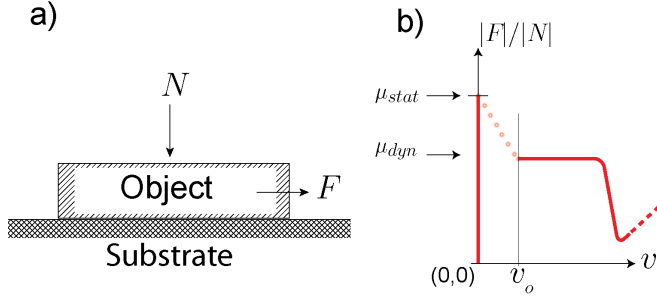 a)
N
Object
F
Substrate
b)
|F|/|N|
μstat
μdyn
(0,0)
vo
v